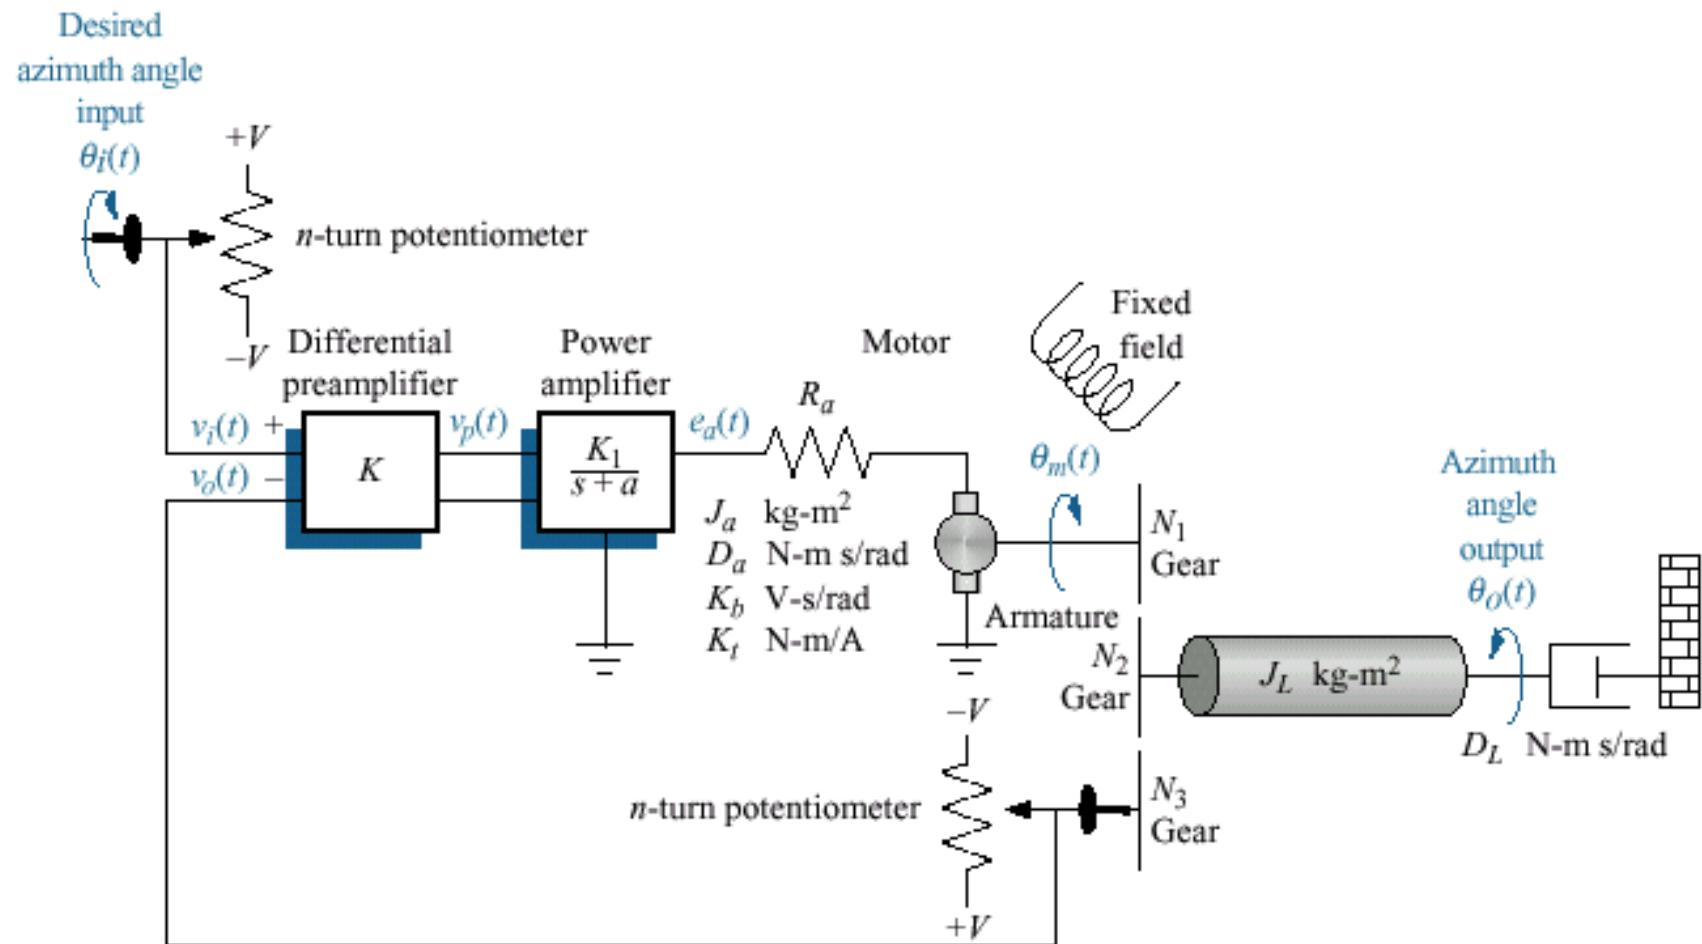 Desired
azimuth angle
input
θi(t)
+V
n-turn potentiometer
–V
Differential
preamplifier
Power
amplifier
Motor
Fixed
field
vi(t) +
vo(t) –
K
vp(t)
K1
s + a
ea(t)
Ra
Ja kg-m2
Da N-m s/rad
Kb V-s/rad
Kt N-m/A
θm(t)
Armature
N1
Gear
N2
Gear
JL kg-m2
Azimuth
angle
output
θo(t)
DL N-m s/rad
–V
n-turn potentiometer
+V
N3
Gear